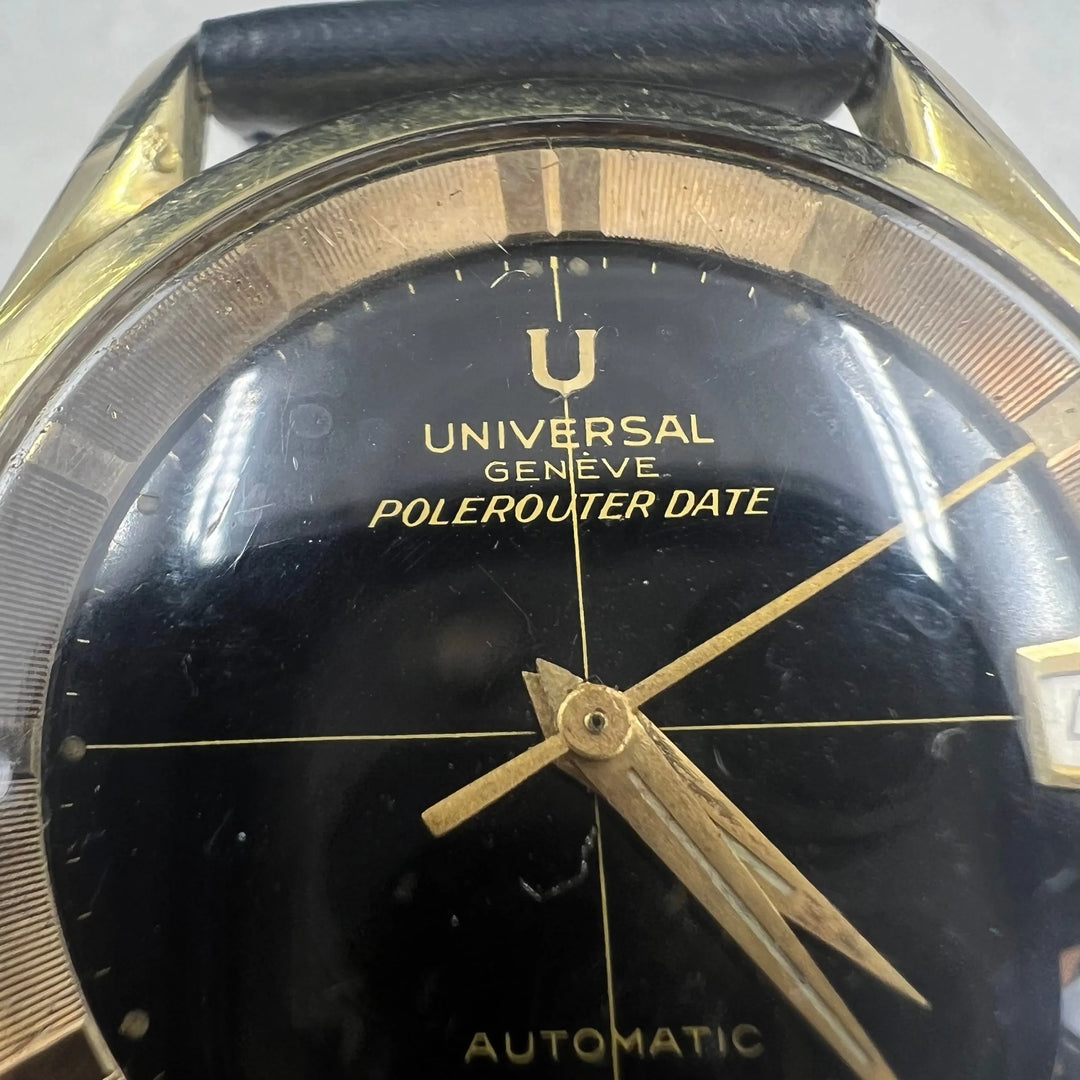 U
UNIVERSAL
GENÈVE
POLEROUTER DATE
AUTOMATIC